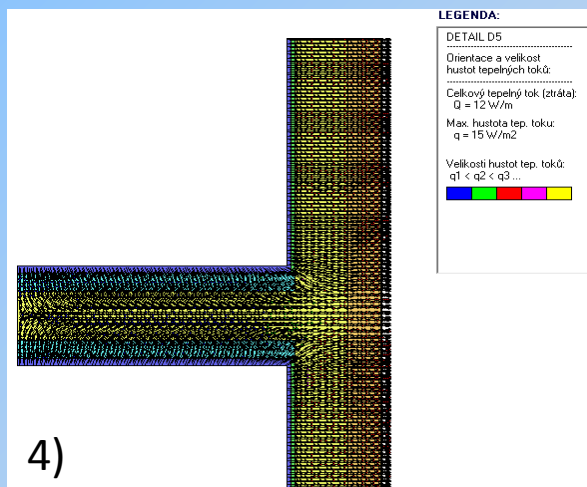 LEGENDA:
DETAIL D5
Orientace a velikost
hustot tepelných toků:
Celkový tepelný tok (ztráta):
Q = 12 W/m
Max. hustota tep. toku:
q = 15 W/m2
Velikosti hustot tep. toků:
q1 < q2 < q3 ...
4)